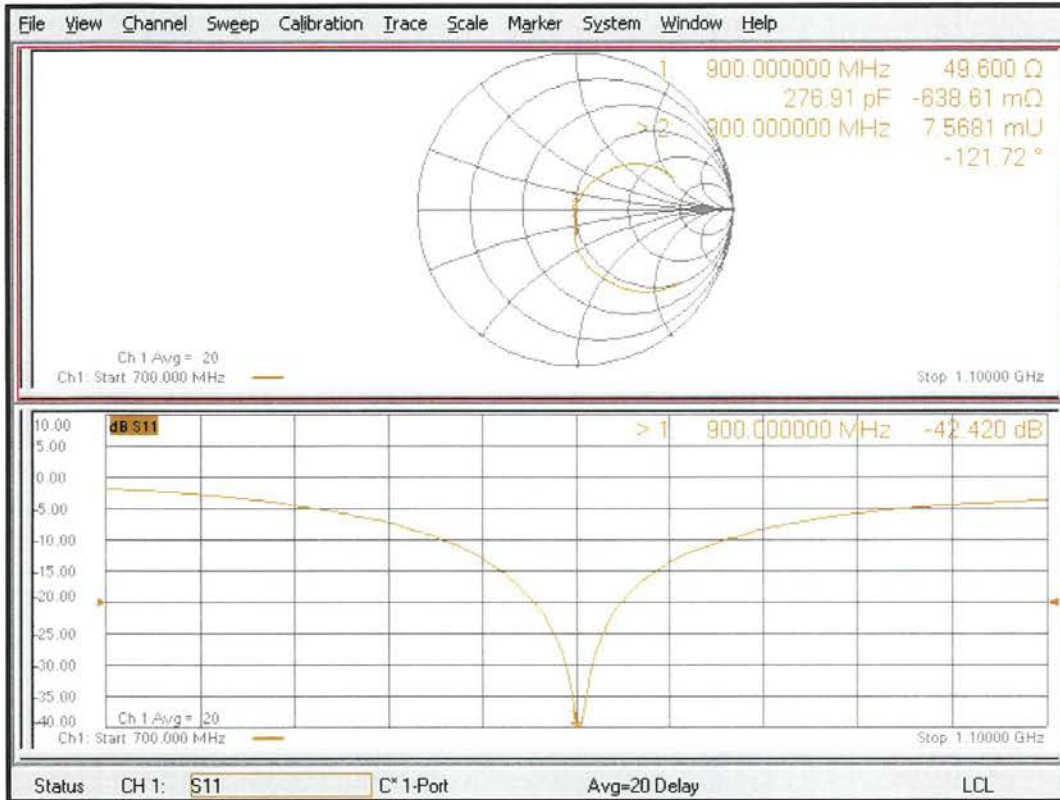 File View Channel Sweep Calibration Trace Scale Marker System Window Help
1 900.000000 MHz 49.600 Ω
276.91 pF -638.61 mΩ
> 2 900.000000 MHz 7.5681 mU
-121.72 °
Ch 1 Avg = 20
Ch1: Start 700.000 MHz
Stop 1.10000 GHz
10.00
dB S11
> 1 900.000000 MHz -42.420 dB
5.00
0.00
-5.00
-10.00
-15.00
-20.00
-25.00
-30.00
-35.00
-40.00
Ch 1 Avg = 20
Ch1: Start 700.000 MHz
Stop 1.10000 GHz
Status CH 1: S11 C* 1-Port Avg=20 Delay LCL